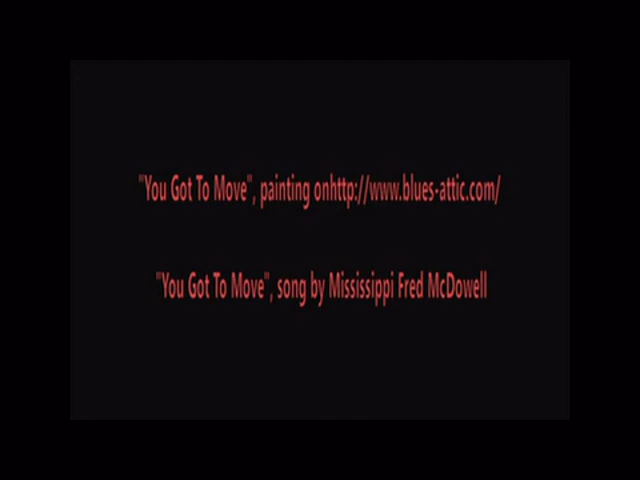 "You Got To Move", painting onhttp://www.blues-attic.com/
"You Got To Move", song by Mississippi Fred McDowell